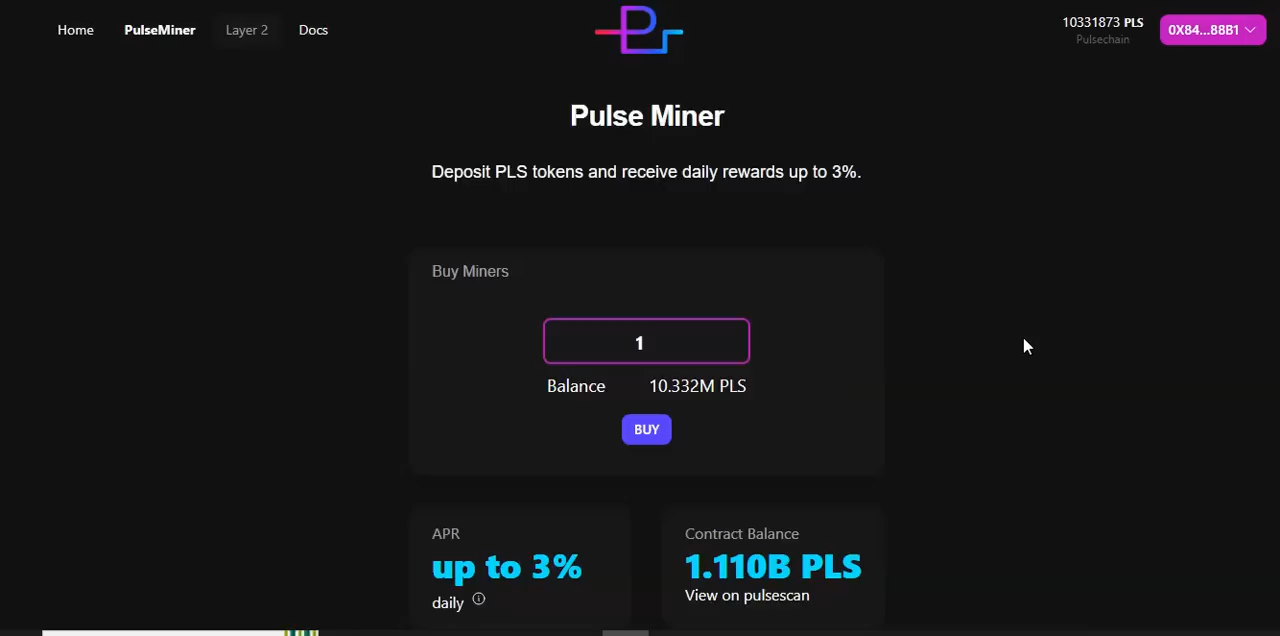 Home PulseMiner Layer 2 Docs
10331873 PLS
Pulsechain
0X84...88B1
Pulse Miner
Deposit PLS tokens and receive daily rewards up to 3%.
Buy Miners
1
Balance 10.332M PLS
BUY
APR
up to 3%
daily
Contract Balance
1.110B PLS
View on pulsescan